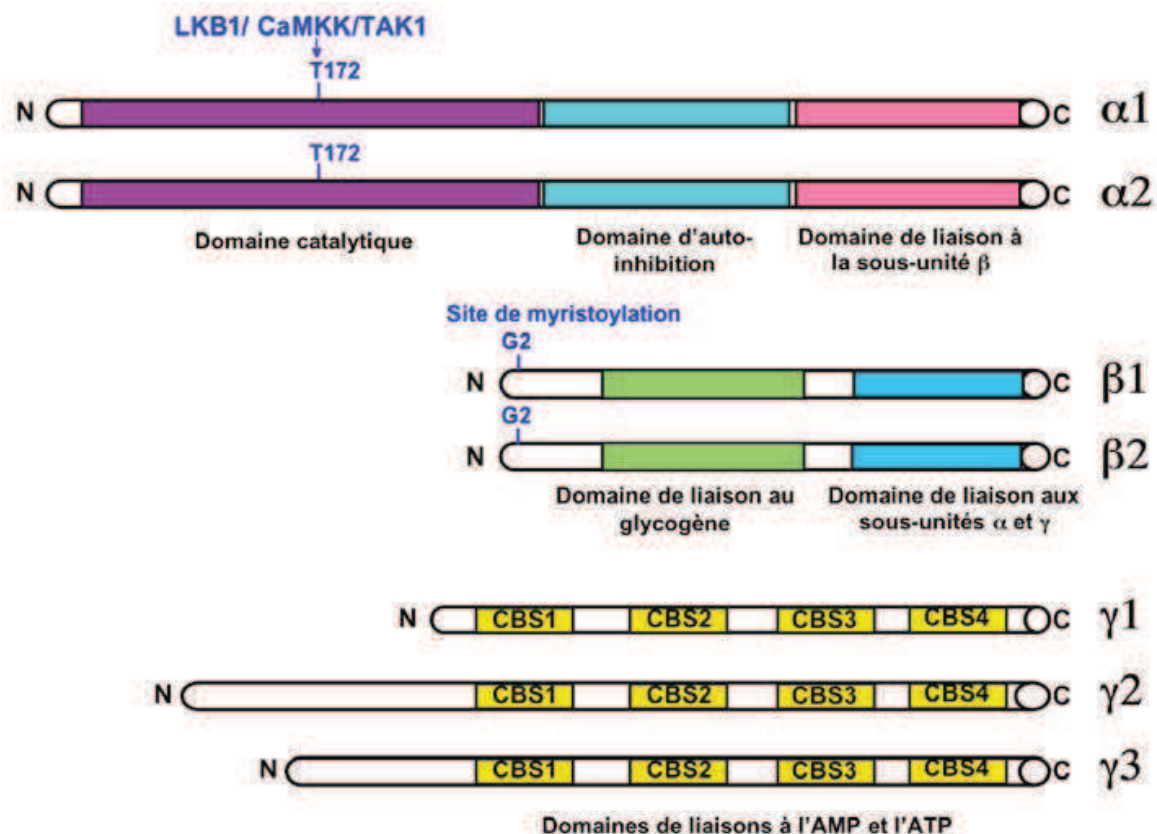 LKB1/ CaMKK/TAK1
T172
N C α1
T172
N C α2
Domaine catalytique
Domaine d'auto-
inhibition
Domaine de liaison à
la sous-unité β
Site de myristoylation
G2
N C β1
G2
N C β2
Domaine de liaison au
glycogène
Domaine de liaison aux
sous-unités α et γ
N CBS1 CBS2 CBS3 CBS4 C γ1
N CBS1 CBS2 CBS3 CBS4 C γ2
N CBS1 CBS2 CBS3 CBS4 C γ3
Domaines de liaisons à l'AMP et l'ATP